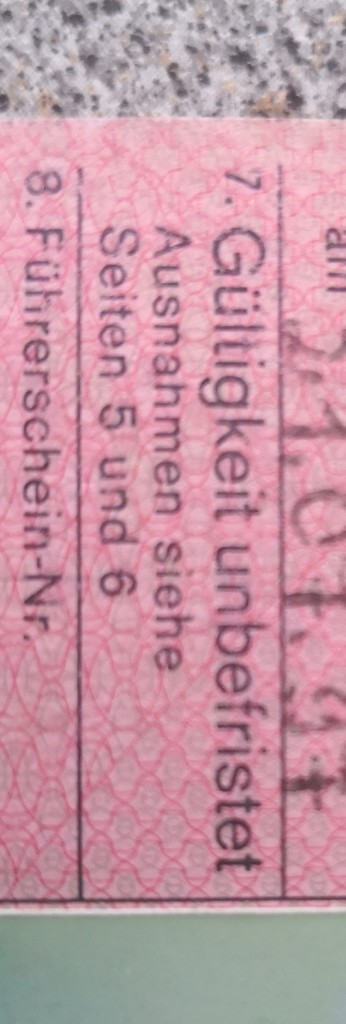 am
7. Gültigkeit unbefristet
Ausnahmen siehe
Seiten 5 und 6
8. Führerschein-Nr.